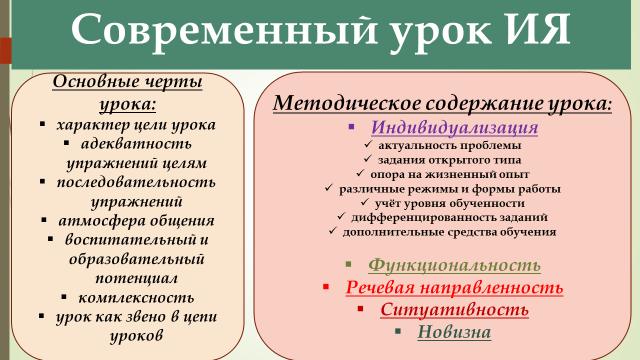 Современный урок ИЯ
Основные черты
урока:
▪ характер цели урока
▪ адекватность
упражнений целям
▪ последовательность
упражнений
▪ атмосфера общения
▪ воспитательный и
образовательный
потенциал
▪ комплексность
▪ урок как звено в цепи
уроков
Методическое содержание урока:
▪ Индивидуализация
✓ актуальность проблемы
✓ задания открытого типа
✓ опора на жизненный опыт
✓ различные режимы и формы работы
✓ учёт уровня обученности
✓ дифференцированность заданий
✓ дополнительные средства обучения
▪ Функциональность
▪ Речевая направленность
▪ Ситуативность
▪ Новизна